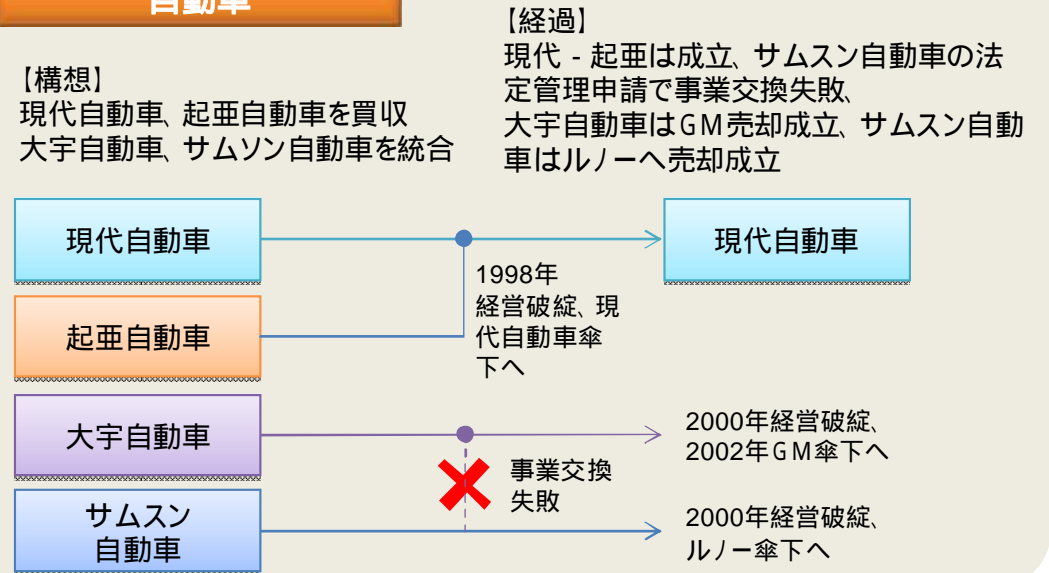 自動車
【構想】
現代自動車、起亜自動車を買収
大宇自動車、サムソン自動車を統合
【経過】
現代‐起亜は成立、サムスン自動車の法
定管理申請で事業交換失敗、
大宇自動車はGM売却成立、サムスン自動
車はルノーへ売却成立
現代自動車
現代自動車
1998年
経営破綻、現
代自動車傘
下へ
起亜自動車
大宇自動車
2000年経営破綻、
2002年GM傘下へ
事業交換
失敗
サムスン
自動車
2000年経営破綻、
ルノー傘下へ